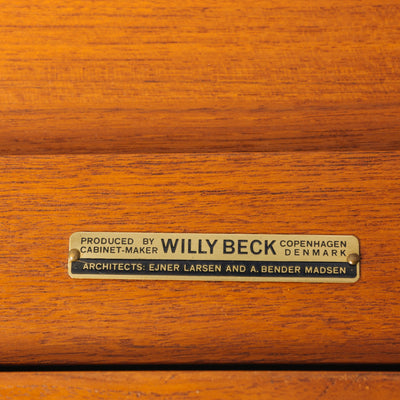 PRODUCED BY CABINET-MAKER WILLY BECK COPENHAGEN DENMARK
ARCHITECTS: EJNER LARSEN AND A. BENDER MADSEN